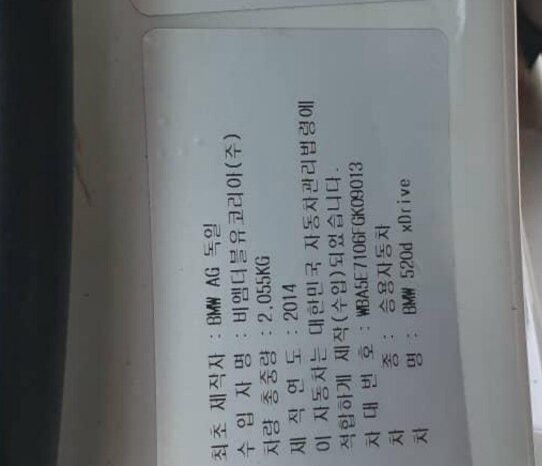 최초 제작자 : BMW AG 독일
수 입 자 명 : 비엠더블유코리아(주)
차량 총중량 : 2,055KG
제 작 연 도 : 2014
이 자동차는 대한민국 자동차관리법령에
적합하게 제작(수입)되었습니다.
차 대 번 호 : WBA5E7106FGK09013
차 종 : 승용자동차
차 명 : BMW 520d xDrive